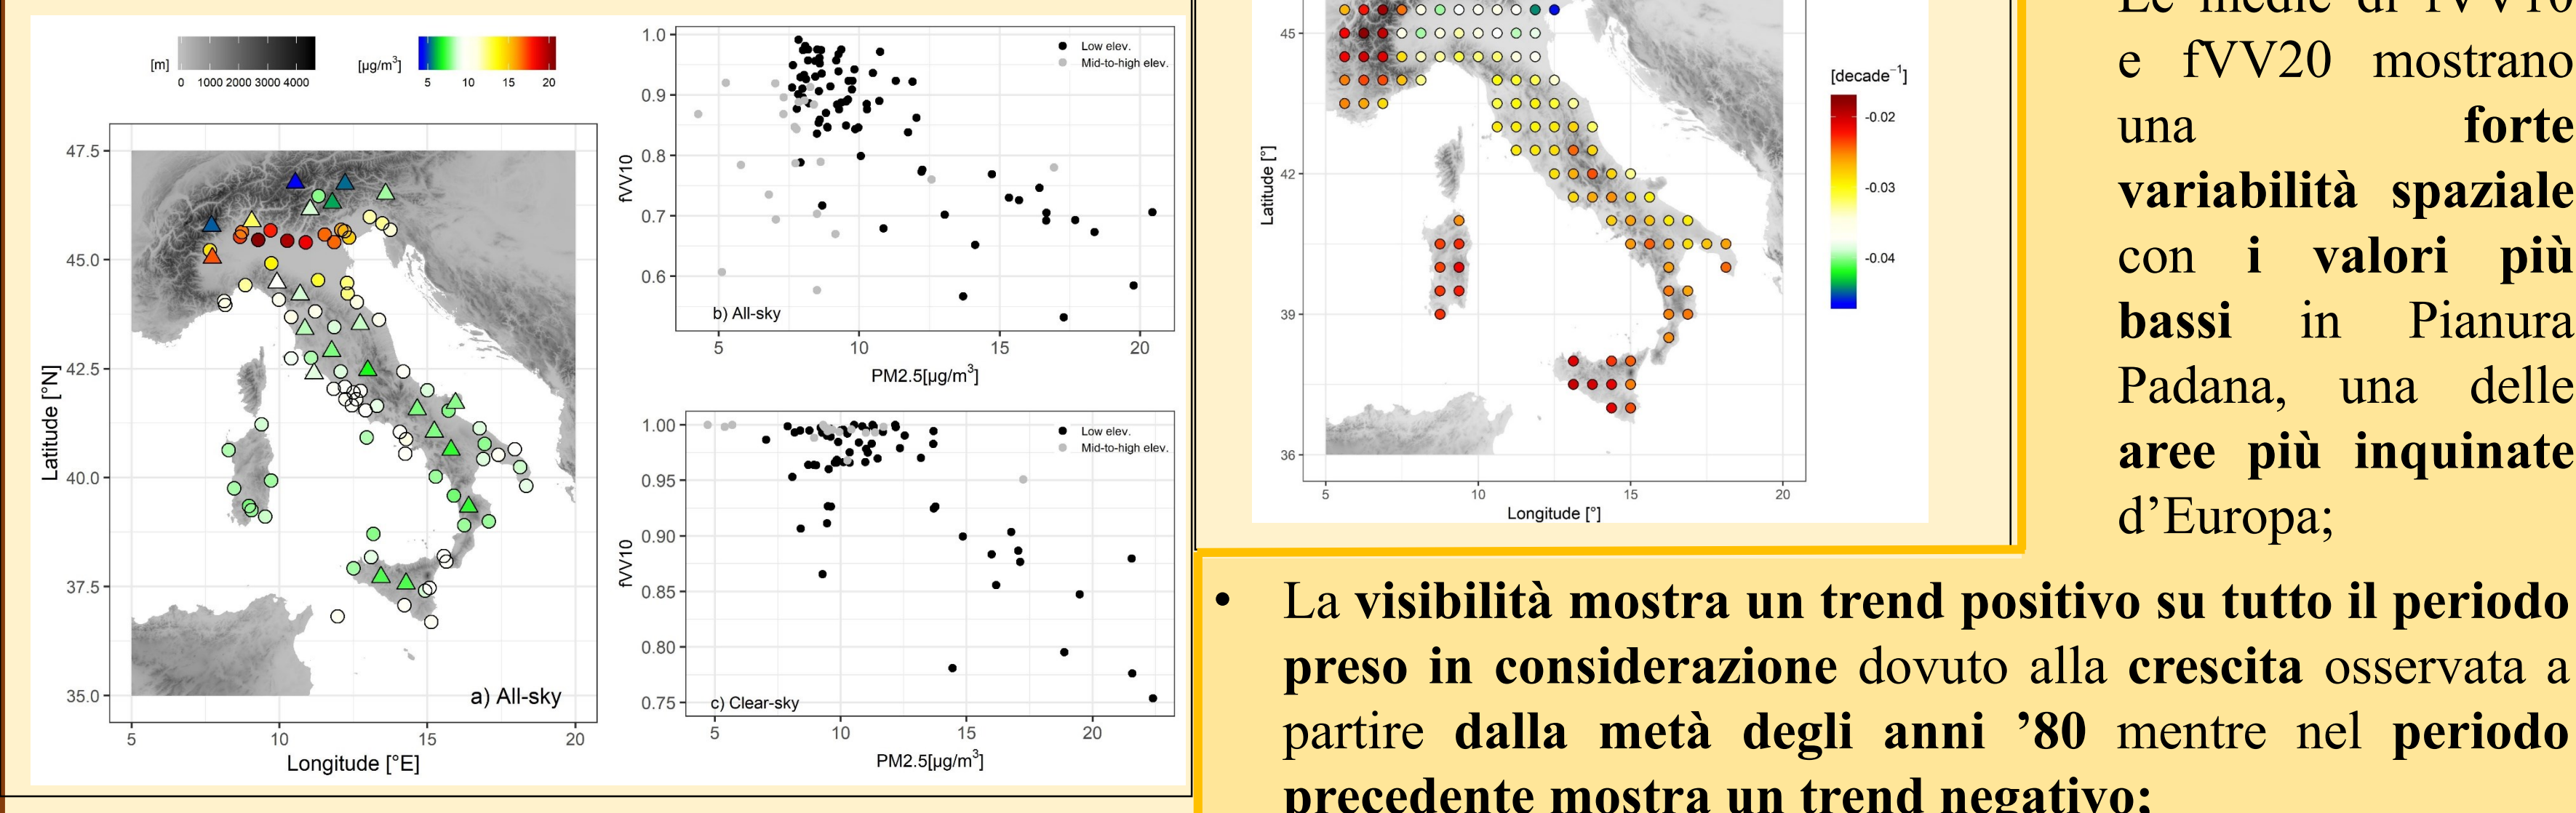 [m]
0 1000 2000 3000 4000
[µg/m³]
5 10 15 20
47.5
45.0
42.5
40.0
37.5
35.0
Latitude [°N]
a) All-sky
5 10 15 20
Longitude [°E]
1.0
0.9
0.8
0.7
0.6
fVV10
Low elev.
Mid-to-high elev.
b) All-sky
5 10 15 20
PM2.5[µg/m³]
1.00
0.95
0.90
0.85
0.80
0.75
fVV10
Low elev.
Mid-to-high elev.
c) Clear-sky
5 10 15 20
PM2.5[µg/m³]
45
42
39
36
Latitude [°]
5 10 15 20
Longitude [°]
[decade⁻¹]
-0.02
-0.03
-0.04
Le medie di fVV10
e fVV20 mostrano
una forte
variabilità spaziale
con i valori più
bassi in Pianura
Padana, una delle
aree più inquinate
d’Europa;
• La visibilità mostra un trend positivo su tutto il periodo
preso in considerazione dovuto alla crescita osservata a
partire dalla metà degli anni ’80 mentre nel periodo
precedente mostra un trend negativo;